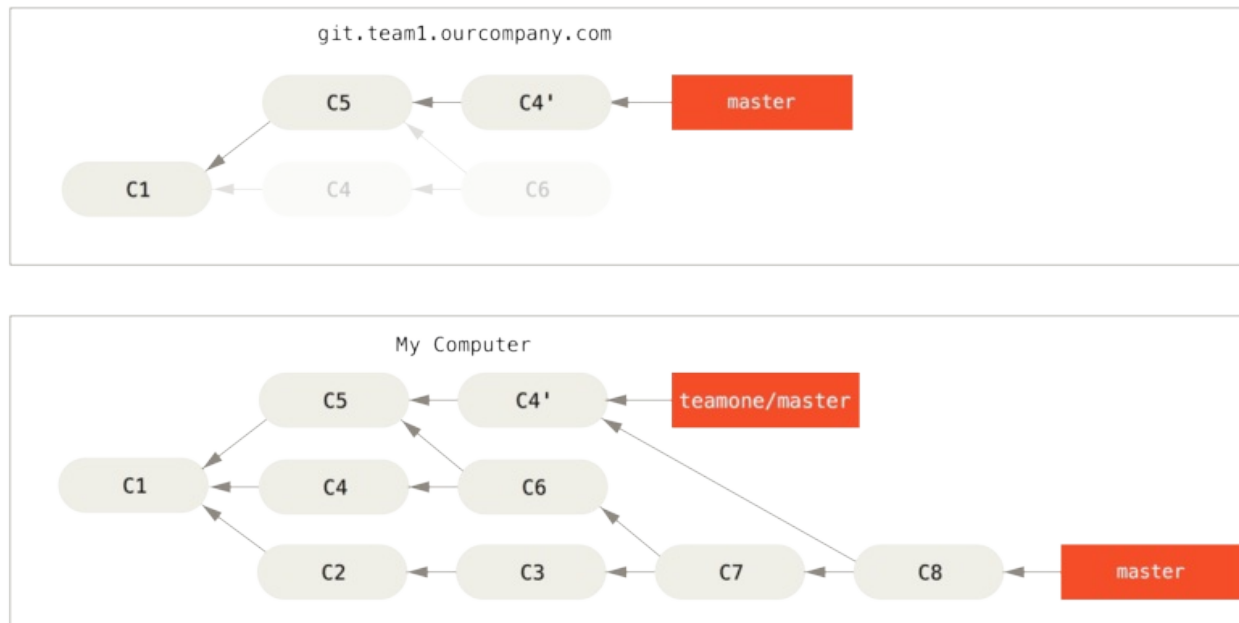 git.team1.ourcompany.com
C5 C4' master
C1 C4 C6
My Computer
C5 C4' teamone/master
C1 C4 C6
C2 C3 C7 C8 master